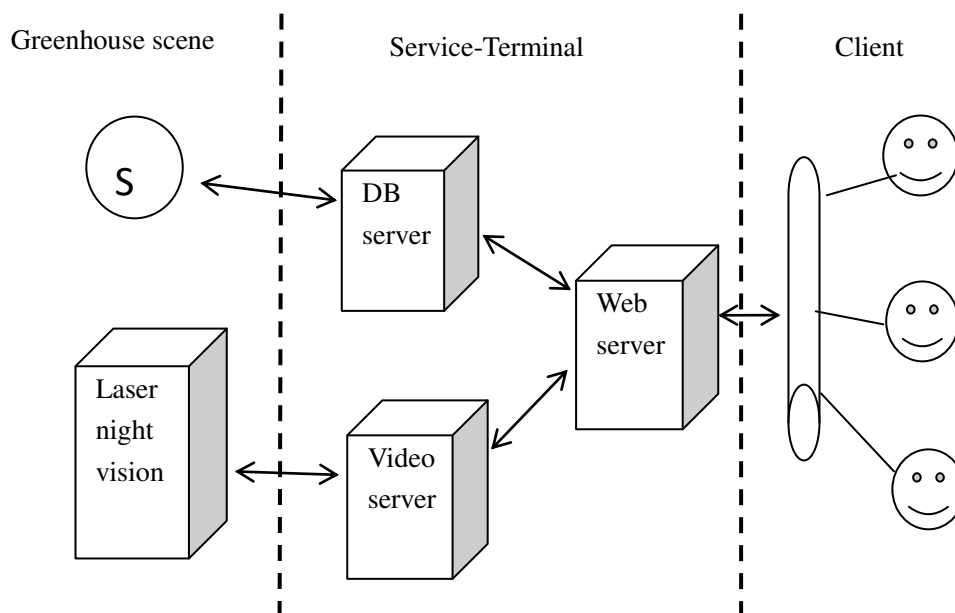 Greenhouse scene
Service-Terminal
Client
S
DB
server
Web
server
Laser
night
vision
Video
server